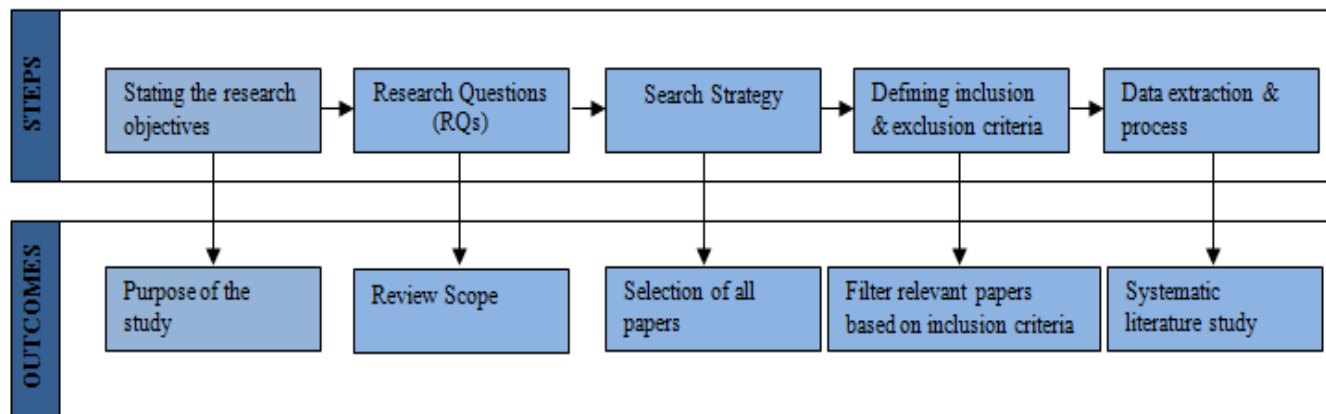 STEPS
Stating the research
objectives
Research Questions
(RQs)
Search Strategy
Defining inclusion
& exclusion criteria
Data extraction &
process
OUTCOMES
Purpose of the
study
Review Scope
Selection of all
papers
Filter relevant papers
based on inclusion criteria
Systematic
literature study